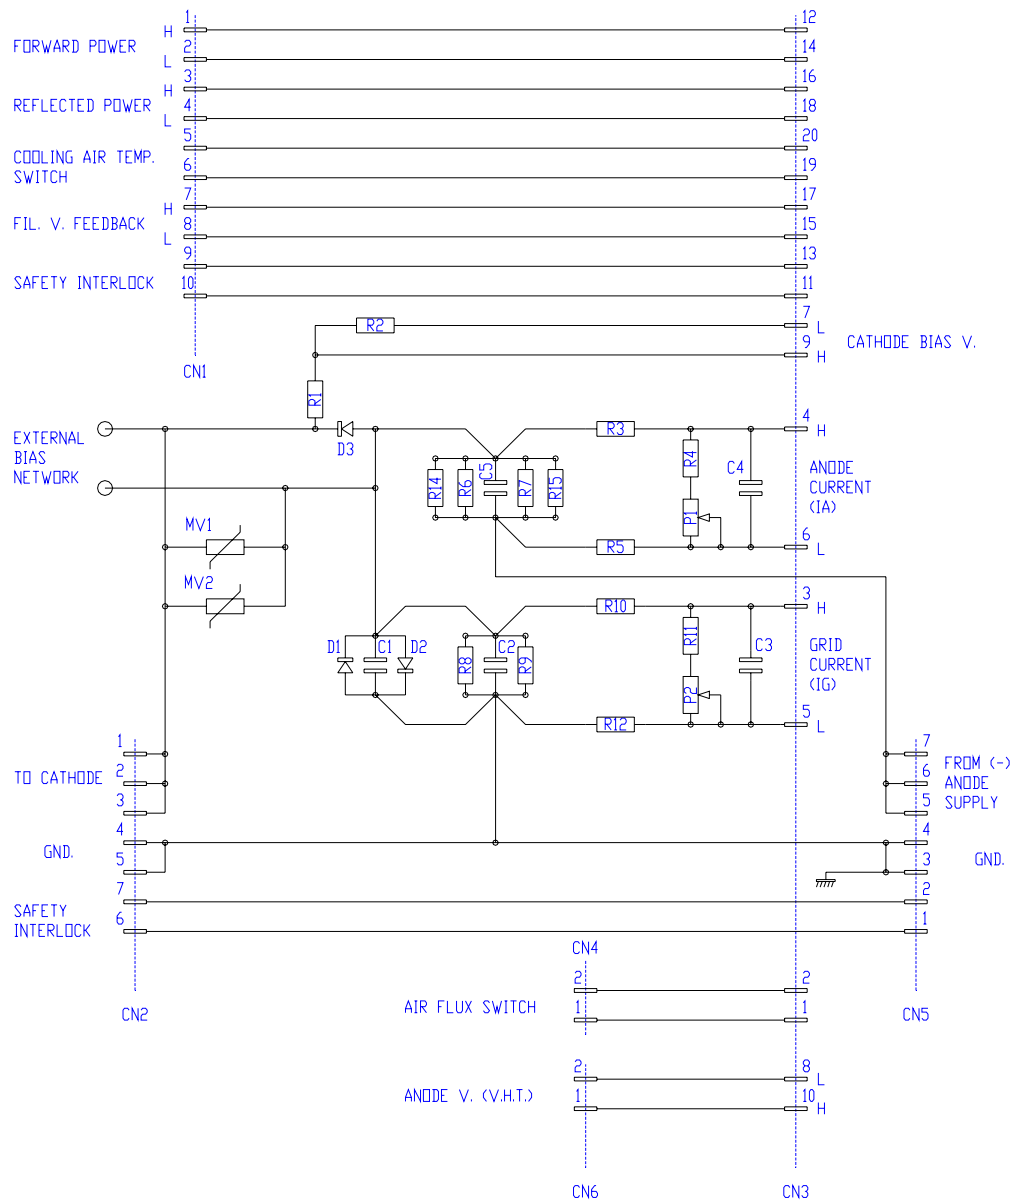 1
12
H
FORWARD POWER
2
14
L
3
16
H
REFLECTED POWER
4
18
L
5
20
COOLING AIR TEMP.
SWITCH
6
19
7
17
H
FIL. V. FEEDBACK
8
15
L
9
13
SAFETY INTERLOCK
10
11
7
R2
L
CATHODE BIAS V.
9
H
CN1
R1
4
R3
H
EXTERNAL
BIAS
NETWORK
D3
R4
C4
ANODE
CURRENT
(IA)
R14
R6
C5
R7
R15
P1
MV1
6
R5
L
MV2
3
R10
H
D1
C1
D2
R8
C2
R9
R11
C3
GRID
CURRENT
(IG)
P2
5
R12
L
1
7
TO CATHODE
2
6
3
5
FROM (-)
ANODE
SUPPLY
4
4
GND.
GND.
5
3
7
2
SAFETY
INTERLOCK
6
1
CN4
2
2
AIR FLUX SWITCH
1
1
CN2
CN5
2
8
L
ANODE V. (V.H.T.)
1
10
H
CN6
CN3